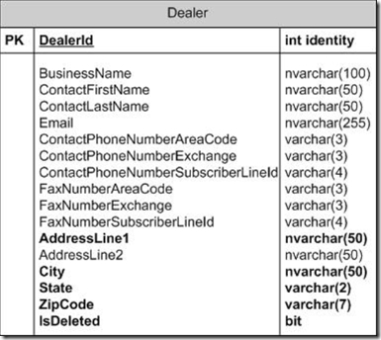 Dealer
PK DealerId int identity
BusinessName nvarchar(100)
ContactFirstName nvarchar(50)
ContactLastName nvarchar(50)
Email nvarchar(255)
ContactPhoneNumberAreaCode varchar(3)
ContactPhoneNumberExchange varchar(3)
ContactPhoneNumberSubscriberLineId varchar(4)
FaxNumberAreaCode varchar(3)
FaxNumberExchange varchar(3)
FaxNumberSubscriberLineId varchar(4)
AddressLine1 nvarchar(50)
AddressLine2 nvarchar(50)
City nvarchar(50)
State varchar(2)
ZipCode varchar(7)
IsDeleted bit